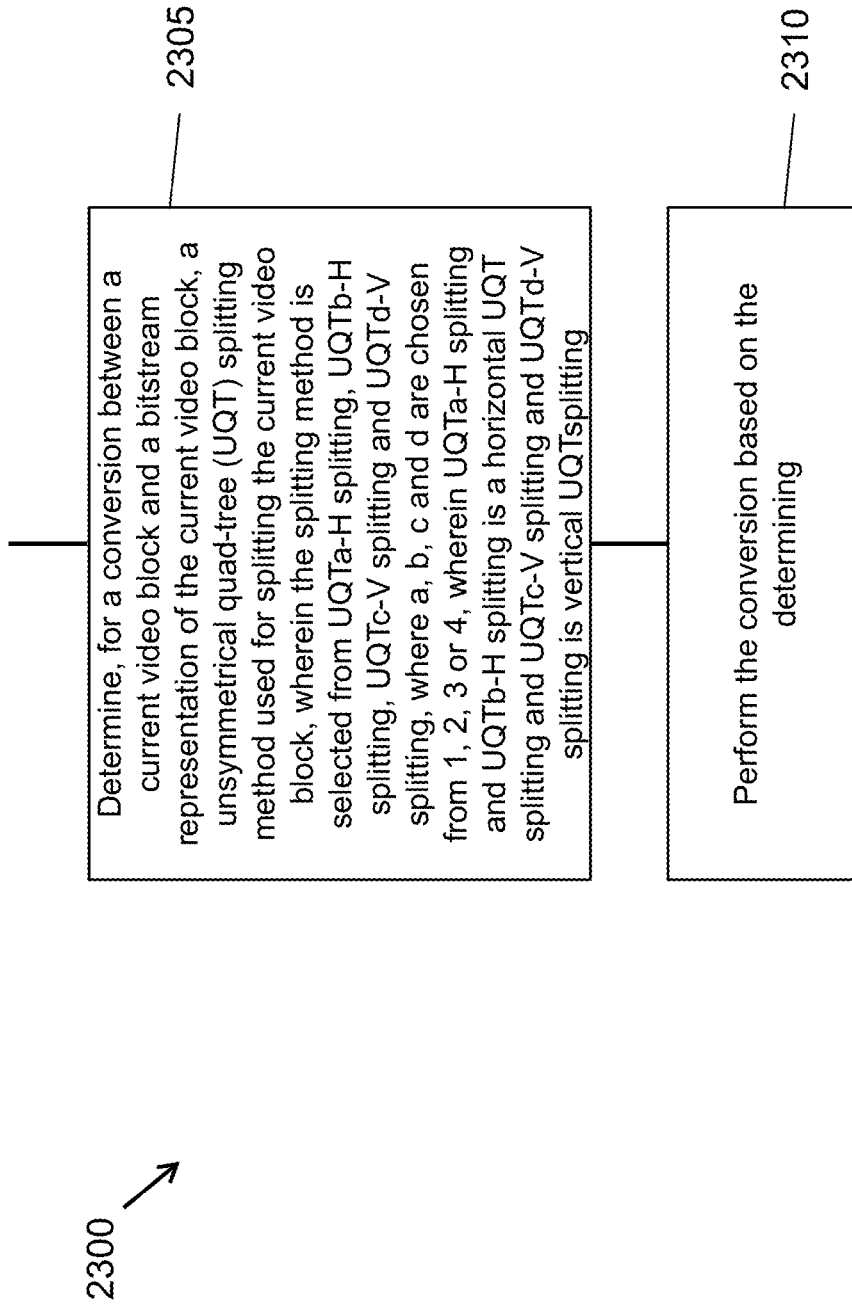 2300
2305
Determine, for a conversion between a
current video block and a bitstream
representation of the current video block, a
unsymmetrical quad-tree (UQT) splitting
method used for splitting the current video
block, wherein the splitting method is
selected from UQTa-H splitting, UQTb-H
splitting, UQTc-V splitting and UQTd-V
splitting, where a, b, c and d are chosen
from 1, 2, 3 or 4, wherein UQTa-H splitting
and UQTb-H splitting is a horizontal UQT
splitting and UQTc-V splitting and UQTd-V
splitting is vertical UQTsplitting
2310
Perform the conversion based on the
determining